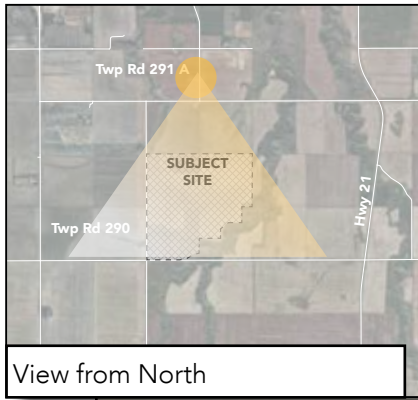 Twp Rd 291 A
SUBJECT
SITE
Twp Rd 290
Hwy 21
View from North